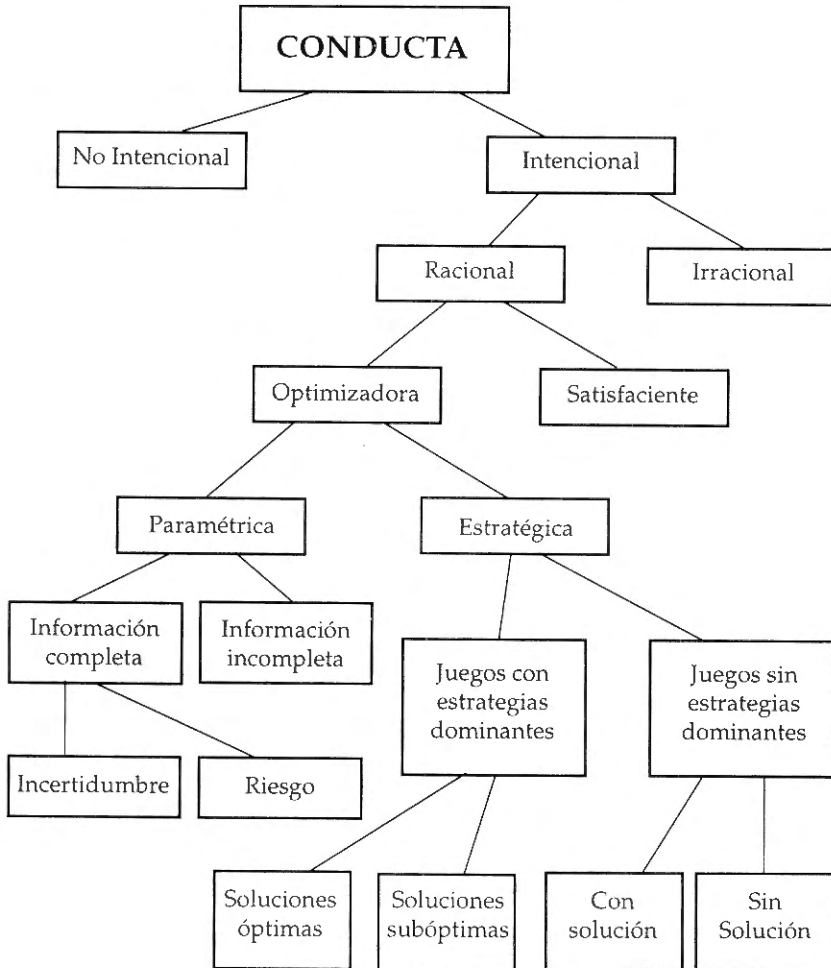 CONDUCTA
No Intencional
Intencional
Racional
Irracional
Optimizadora
Satisfaciente
Paramétrica
Estratégica
Información
completa
Información
incompleta
Juegos con
estrategias
dominantes
Juegos sin
estrategias
dominantes
Incertidumbre
Riesgo
Soluciones
óptimas
Soluciones
subóptimas
Con
solución
Sin
Solución